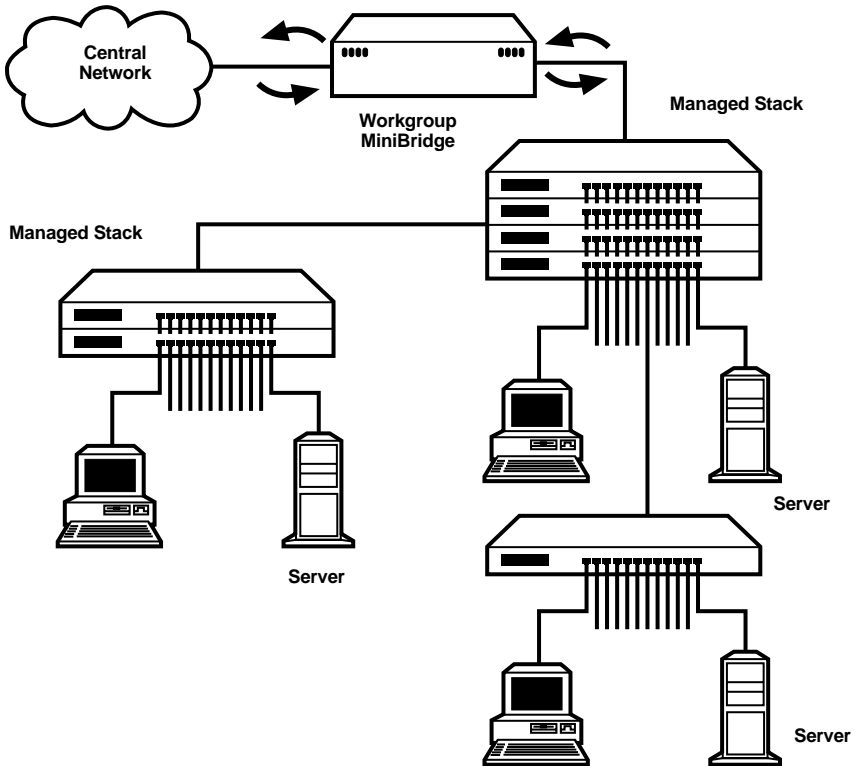 Central
Network
Workgroup
MiniBridge
Managed Stack
Managed Stack
Server
Server
Server